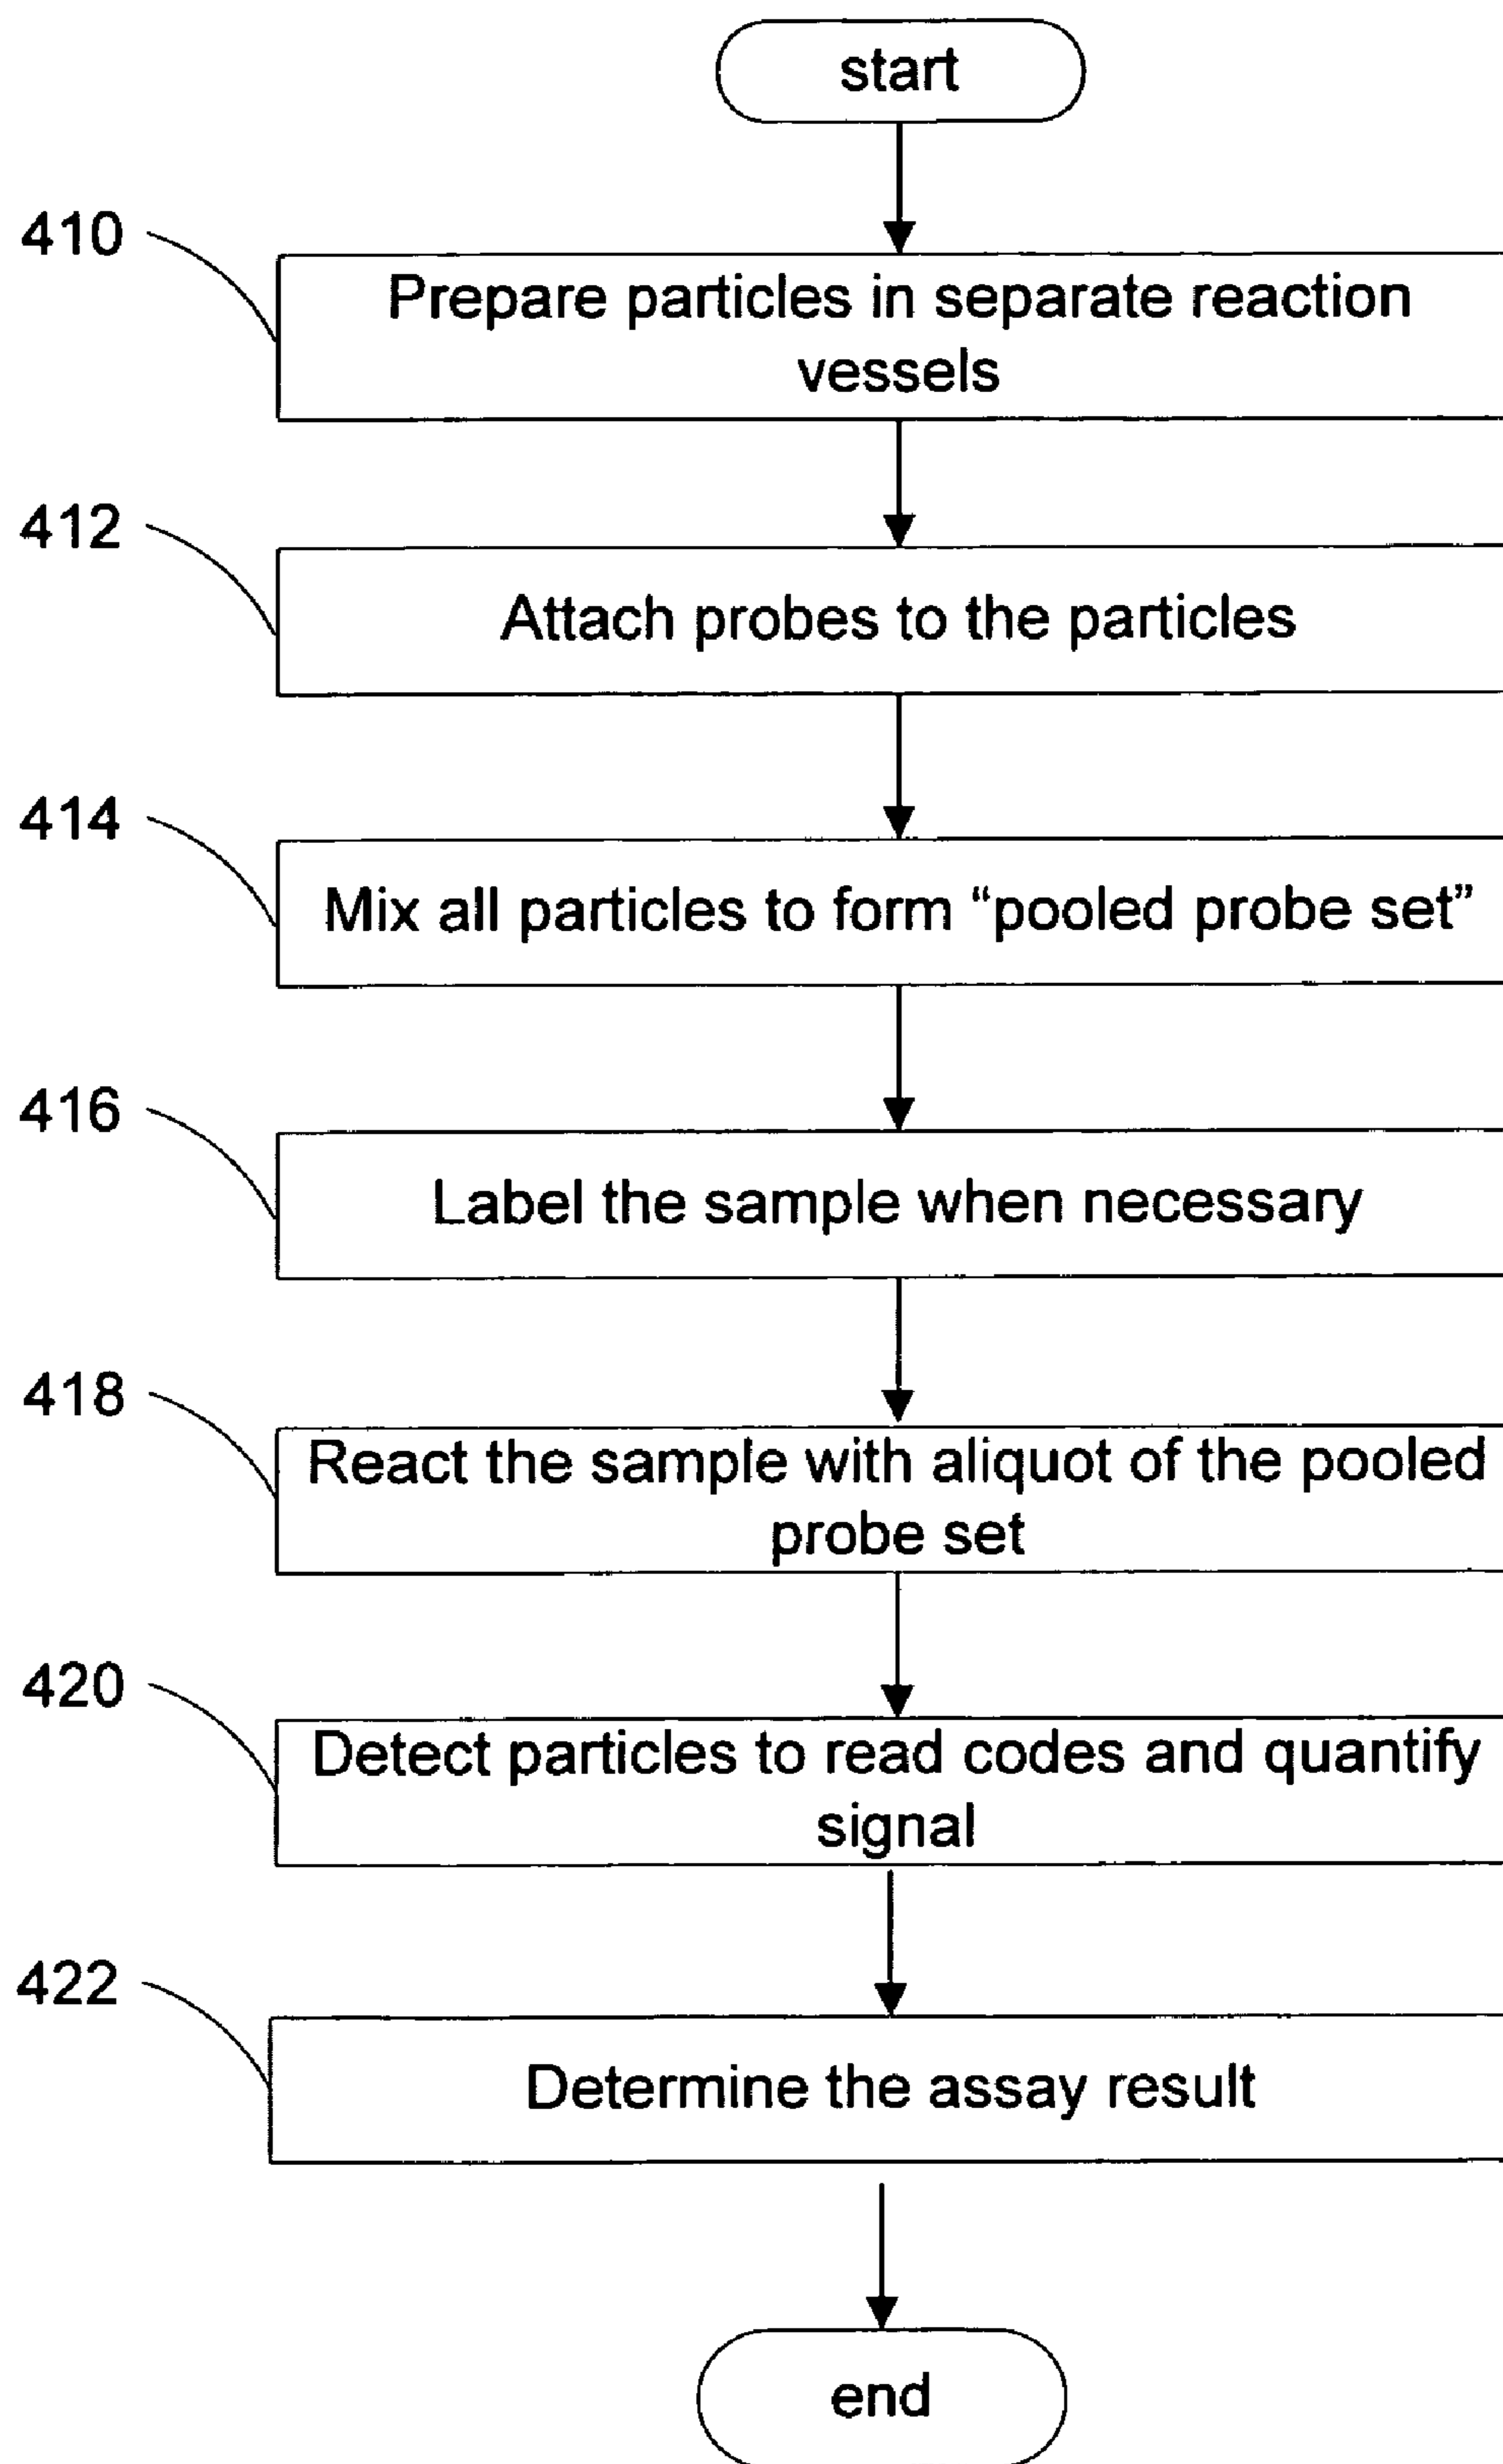 start
410
Prepare particles in separate reaction
vessels
412
Attach probes to the particles
414
Mix all particles to form “pooled probe set”
416
Label the sample when necessary
418
React the sample with aliquot of the pooled
probe set
420
Detect particles to read codes and quantify
signal
422
Determine the assay result
end